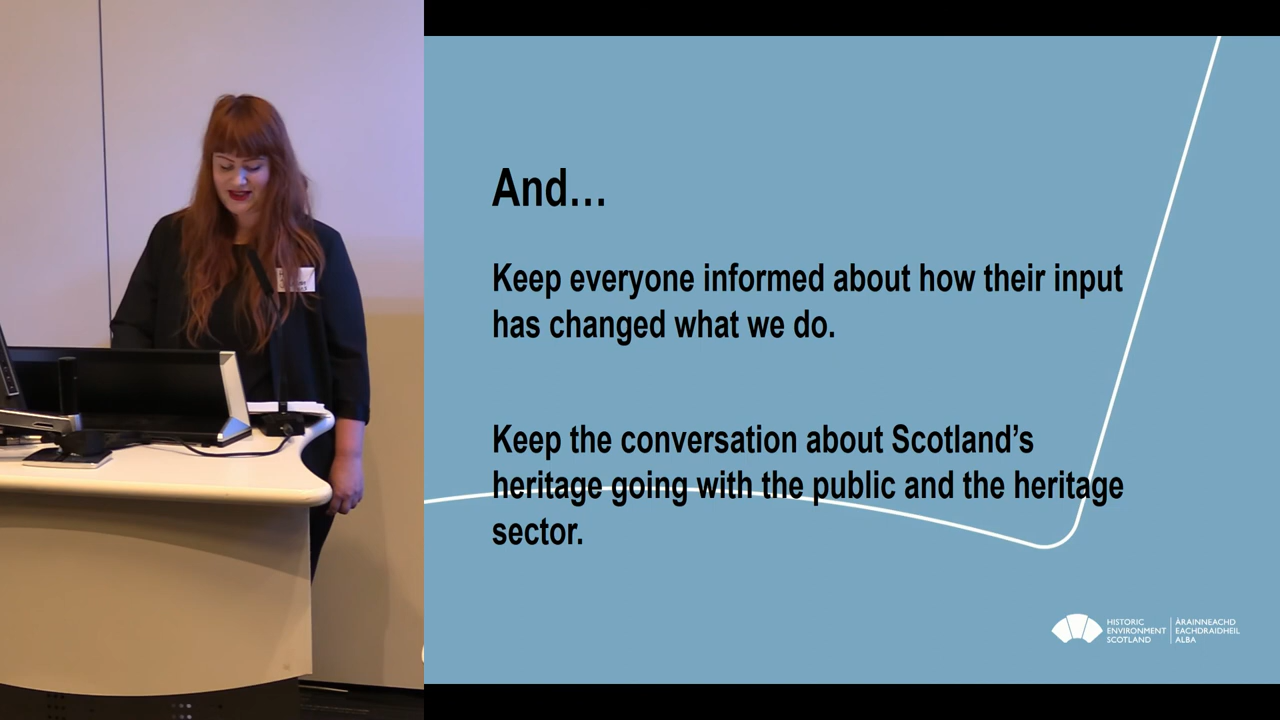 And…
Keep everyone informed about how their input
has changed what we do.
Keep the conversation about Scotland’s
heritage going with the public and the heritage
sector.
HISTORIC
ENVIRONMENT
SCOTLAND
ÀRAINNEACHD
EACHDRAIDHEIL
ALBA